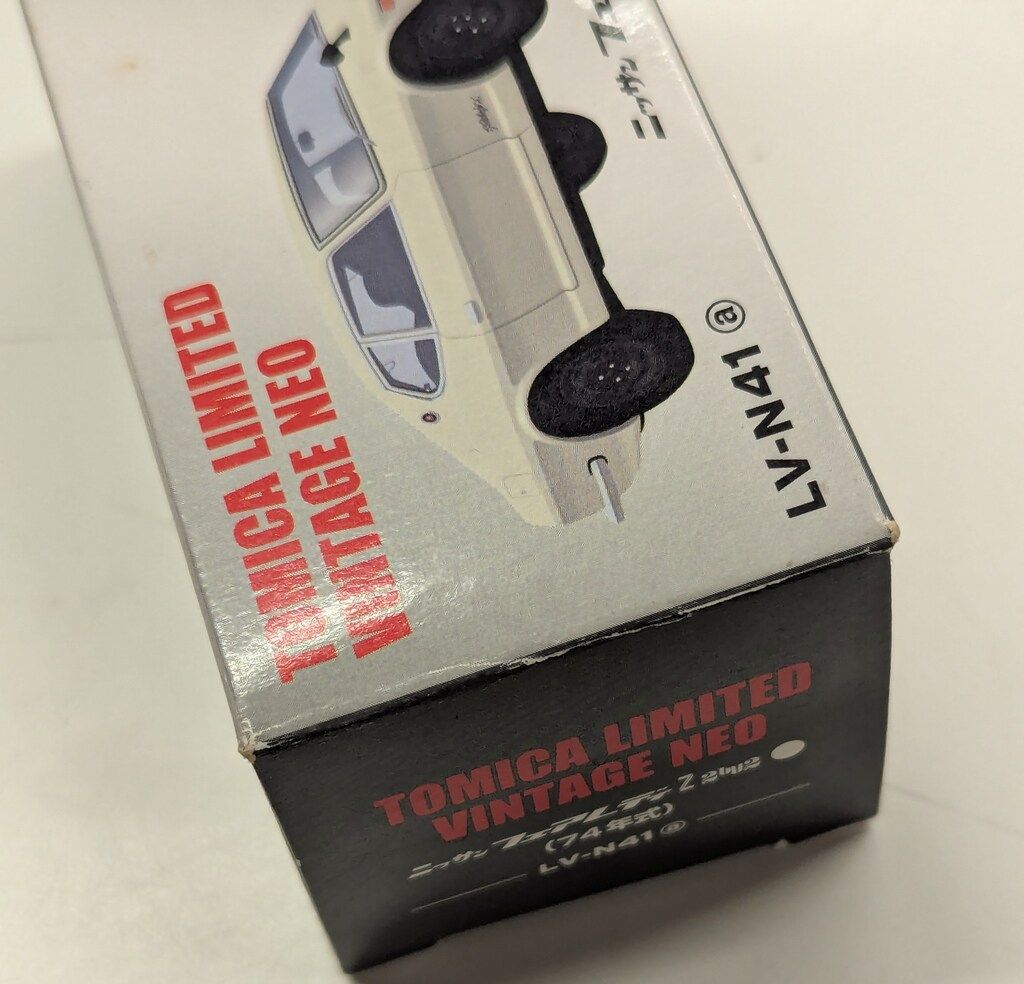 TOMICA LIMITED
VINTAGE NEO
ニッサン フェ
LV-N41 ⓐ
TOMICA LIMITED
VINTAGE NEO
ニッサン フェアレディ Z 2by2
(74年式)
LV-N41 ⓐ